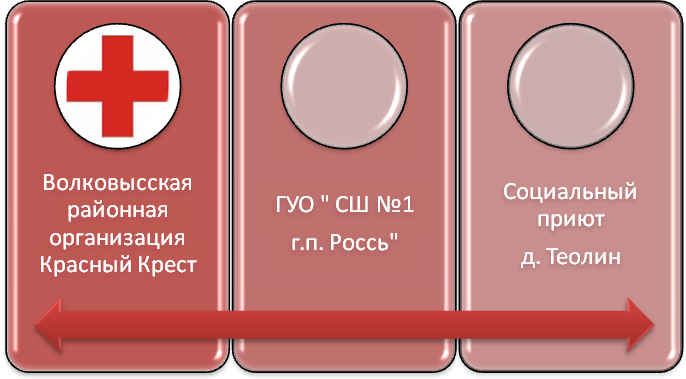 Волковысская
районная
организация
Красный Крест
ГУО " СШ №1
г.п. Россь"
Социальный
приют
д. Теолин